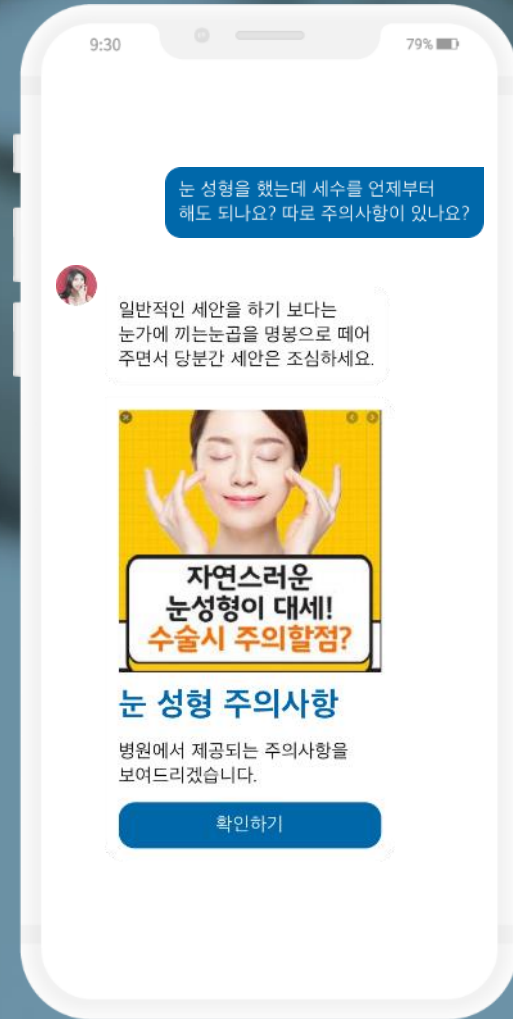 9:30
79%
눈 성형을 했는데 세수를 언제부터
해도 되나요? 따로 주의사항이 있나요?
일반적인 세안을 하기 보다는
눈가에 끼는눈곱을 명봉으로 떼어
주면서 당분간 세안은 조심하세요.
자연스러운
눈성형이 대세!
수술시 주의할점?
눈 성형 주의사항
병원에서 제공되는 주의사항을
보여드리겠습니다.
확인하기